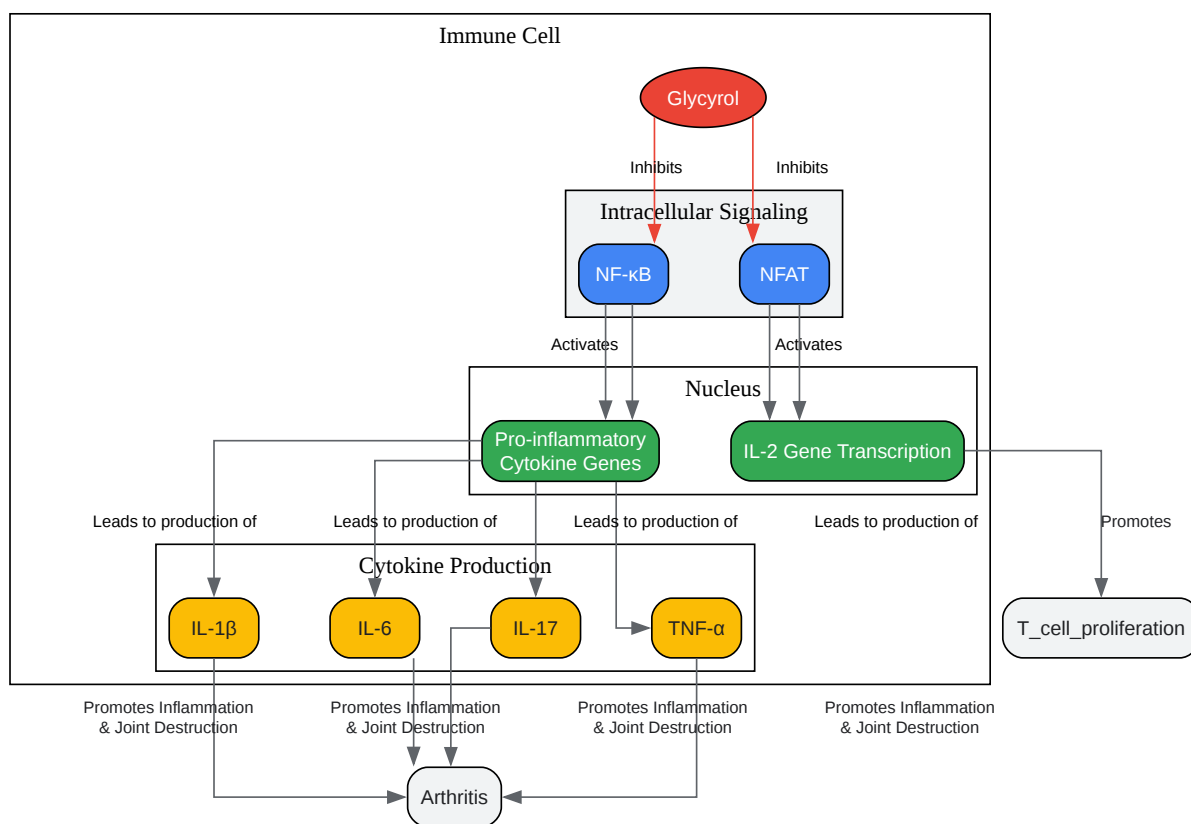 Immune Cell
Glycyrol
Inhibits
Inhibits
Intracellular Signaling
NF-κB
NFAT
Activates
Activates
Nucleus
Pro-inflammatory
Cytokine Genes
IL-2 Gene Transcription
Leads to production of
Leads to production of
Leads to production of
Leads to production of
Promotes
Cytokine Production
IL-1β
IL-6
IL-17
TNF-α
T_cell_proliferation
Promotes Inflammation
& Joint Destruction
Promotes Inflammation
& Joint Destruction
Promotes Inflammation
& Joint Destruction
Promotes Inflammation
& Joint Destruction
Arthritis